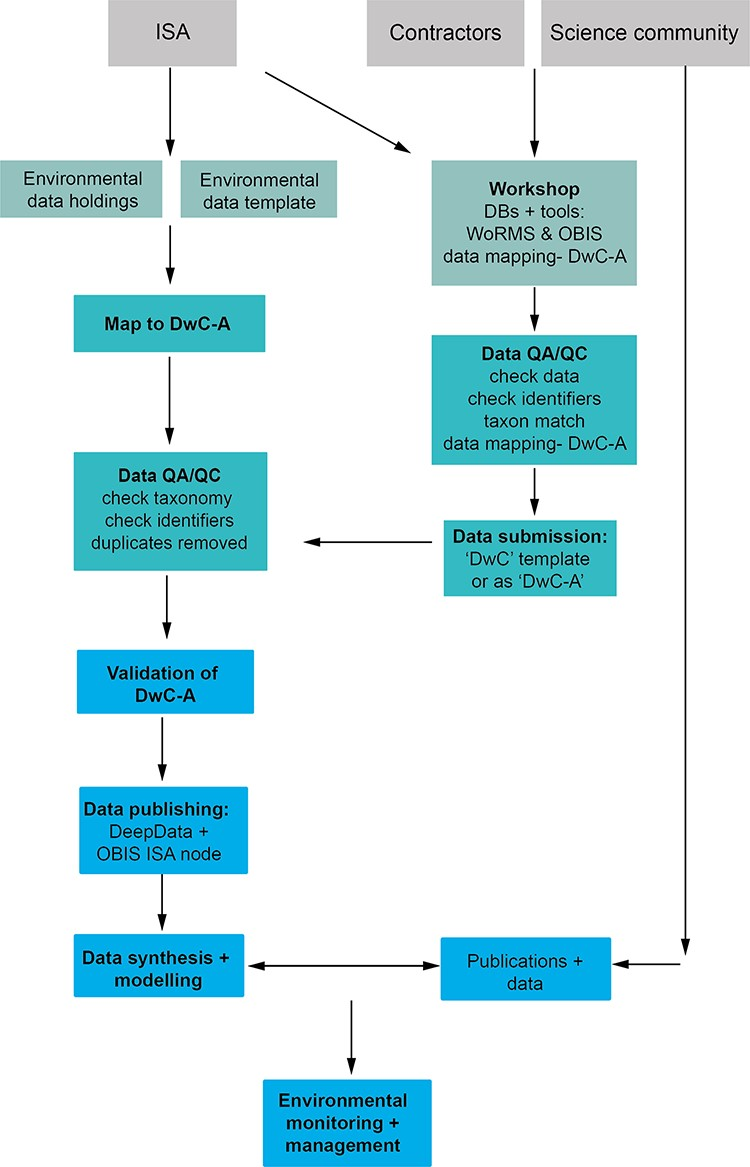 ISA
Contractors
Science community
Environmental
data holdings
Environmental
data template
Workshop
DBs + tools:
WoRMS & OBIS
data mapping- DwC-A
Map to DwC-A
Data QA/QC
check data
check identifiers
taxon match
data mapping- DwC-A
Data QA/QC
check taxonomy
check identifiers
duplicates removed
Data submission:
‘DwC’ template
or as ‘DwC-A’
Validation of
DwC-A
Data publishing:
DeepData +
OBIS ISA node
Data synthesis +
modelling
Publications +
data
Environmental
monitoring +
management